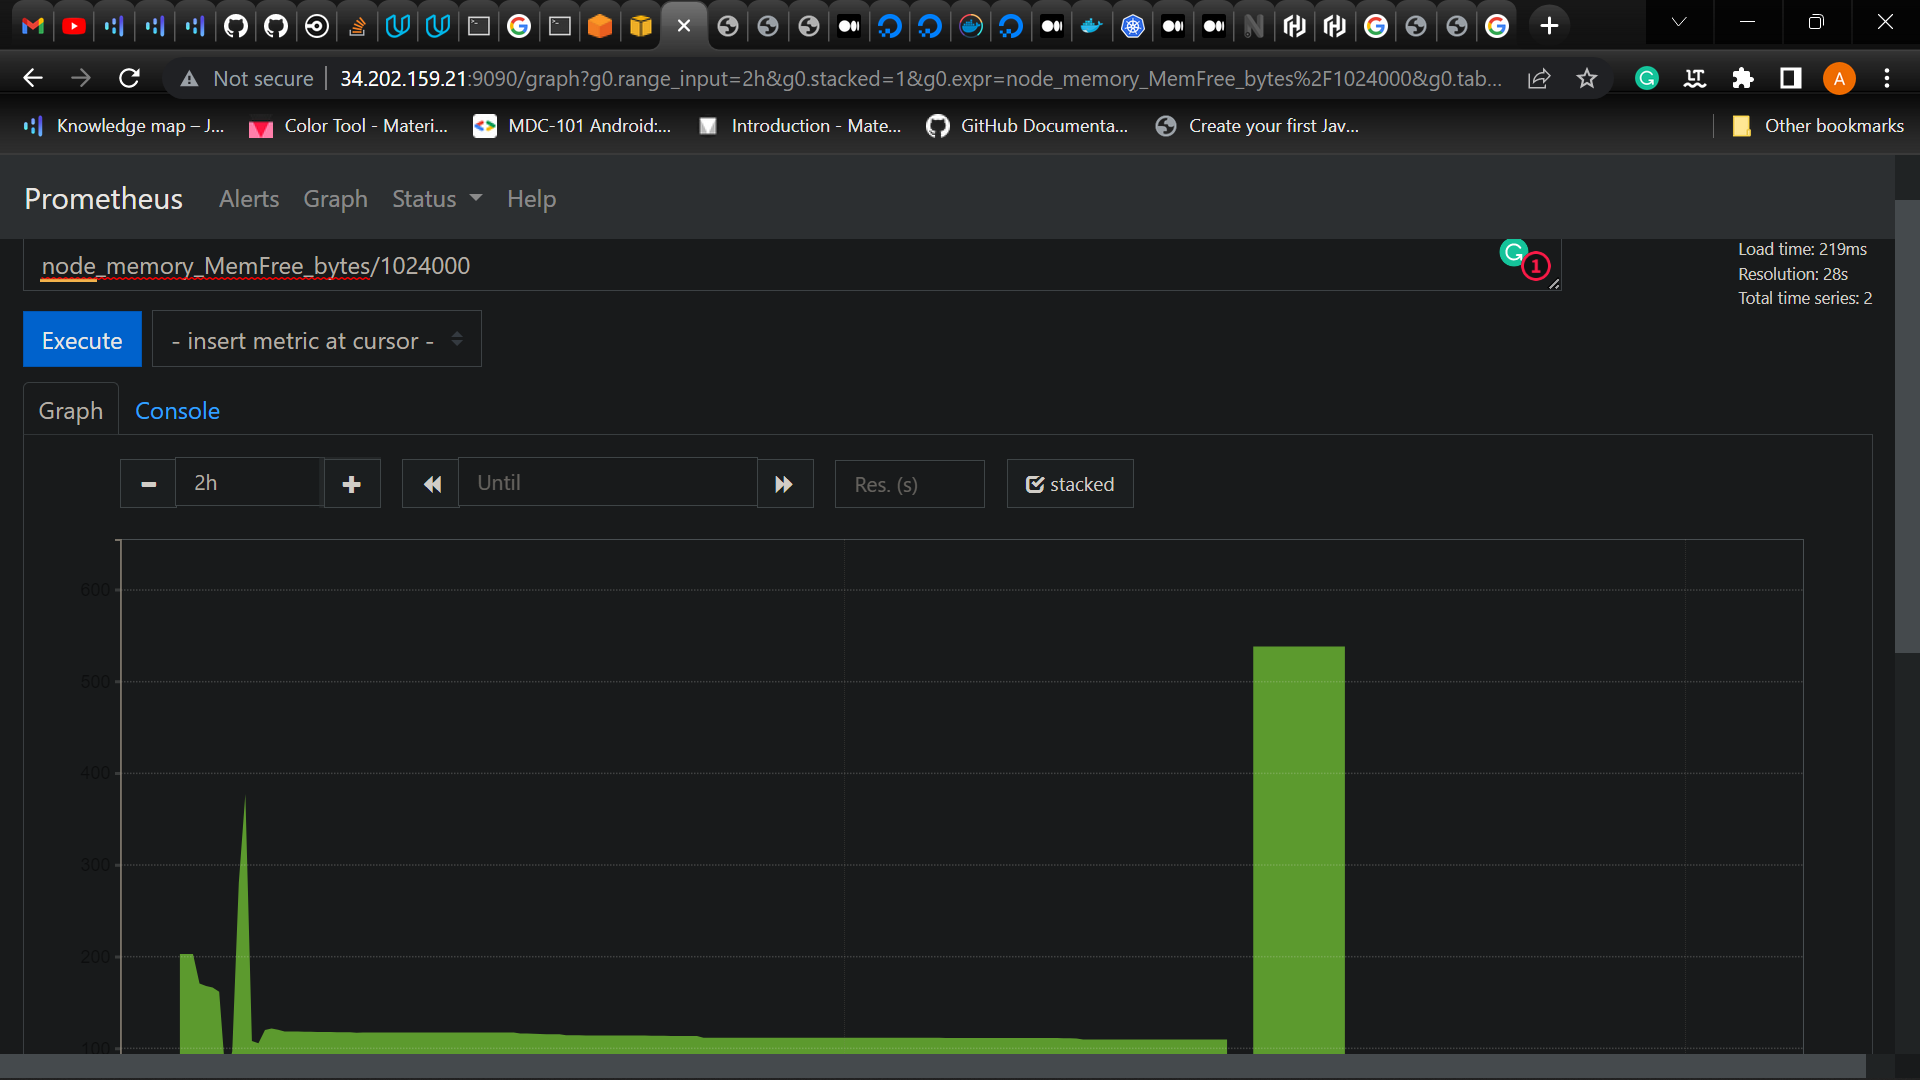 Not secure
34.202.159.21:9090/graph?g0.range_input=2h&g0.stacked=1&g0.expr=node_memory_MemFree_bytes%2F1024000&g0.tab...
A
Knowledge map – J...
Color Tool - Materi...
MDC-101 Android:...
Introduction - Mate...
GitHub Documenta...
Create your first Jav...
Other bookmarks
Prometheus
Alerts
Graph
Status
Help
node_memory_MemFree_bytes/1024000
1
Load time: 219ms
Resolution: 28s
Total time series: 2
Execute
- insert metric at cursor -
Graph
Console
2h
Until
Res. (s)
stacked
600
500
400
300
200
100